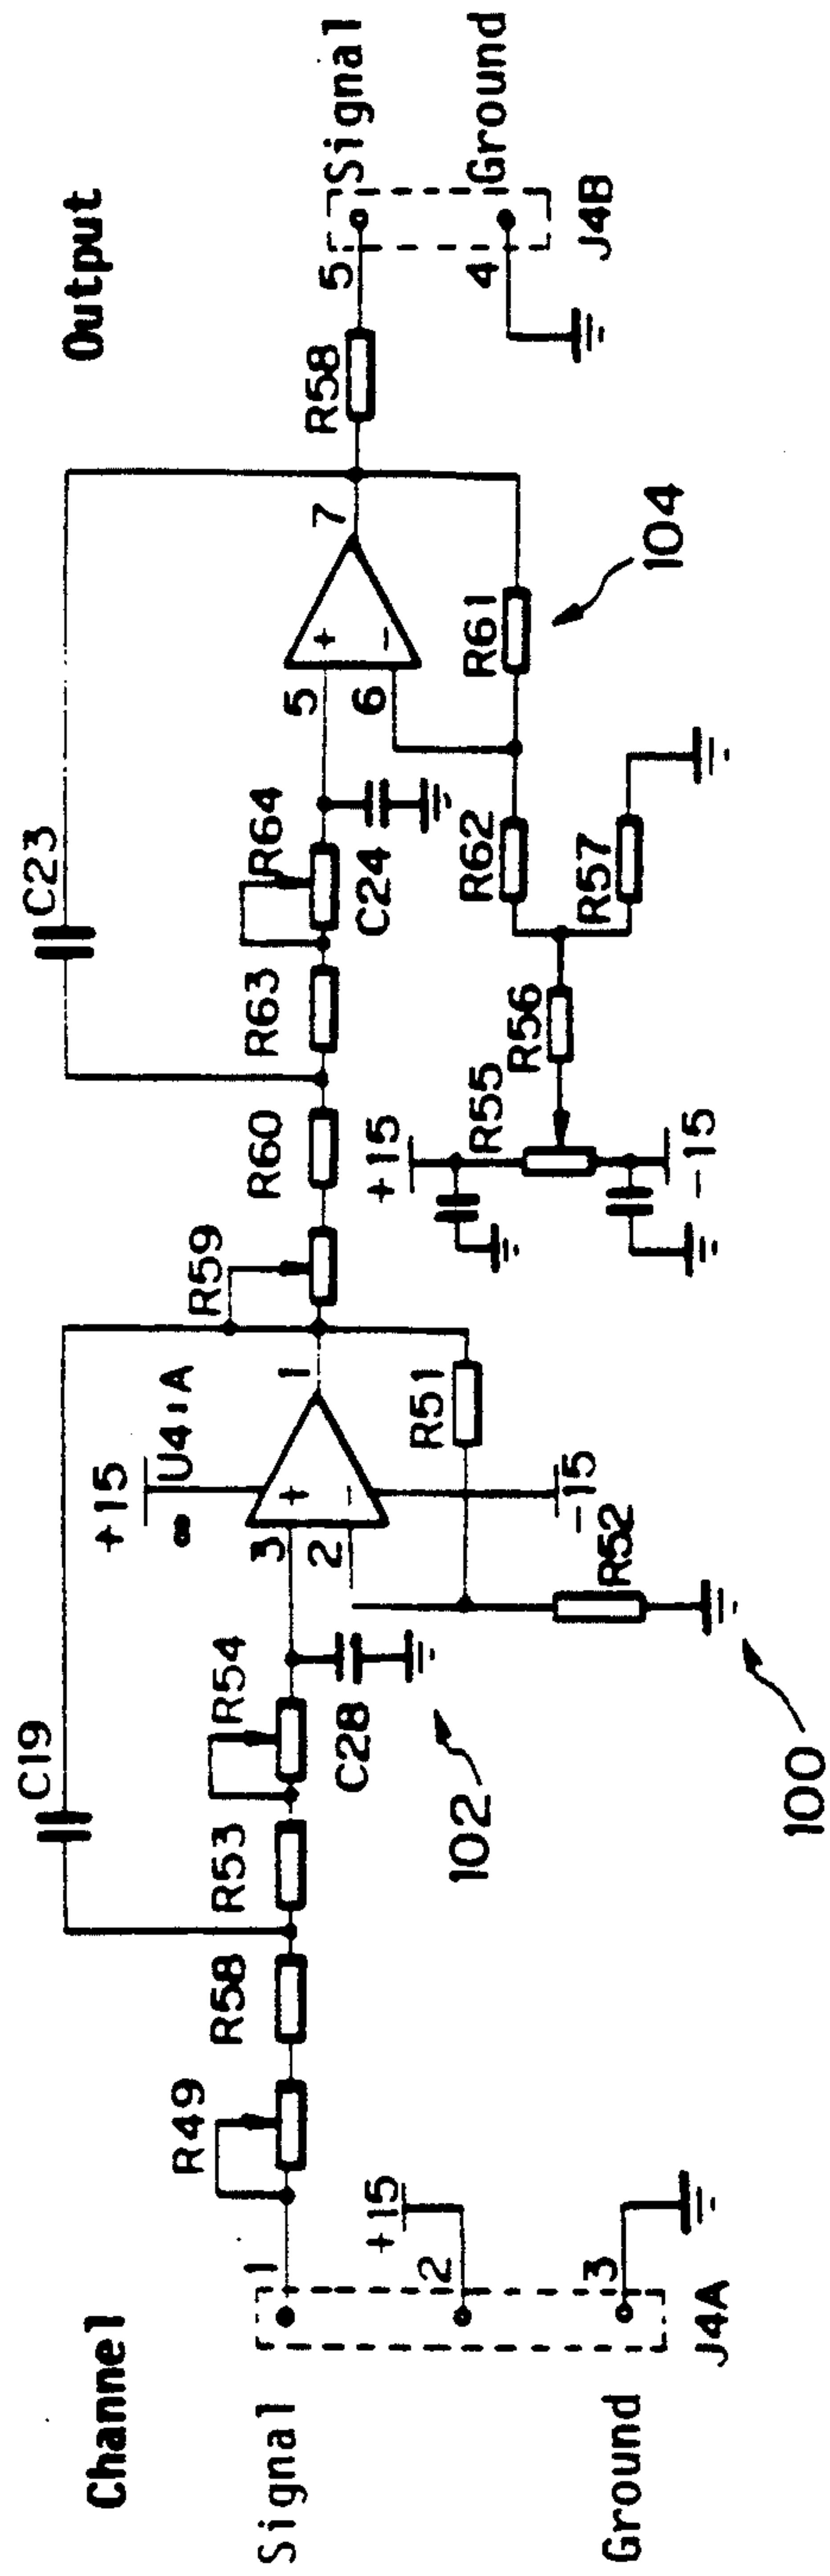 Channel
Output
C19
C23
+15
∞ U4:A
R49
R58
R53
R54
R59
R60
R63
R64
Signal
1
3
2
1
5
6
7
R58
5
Signal
+15
2
C28
C24
R51
+15
R55
R56
R62
R61
4
Ground
-15
-15
R57
R52
3
Ground
J4A
J4B
102
104
100